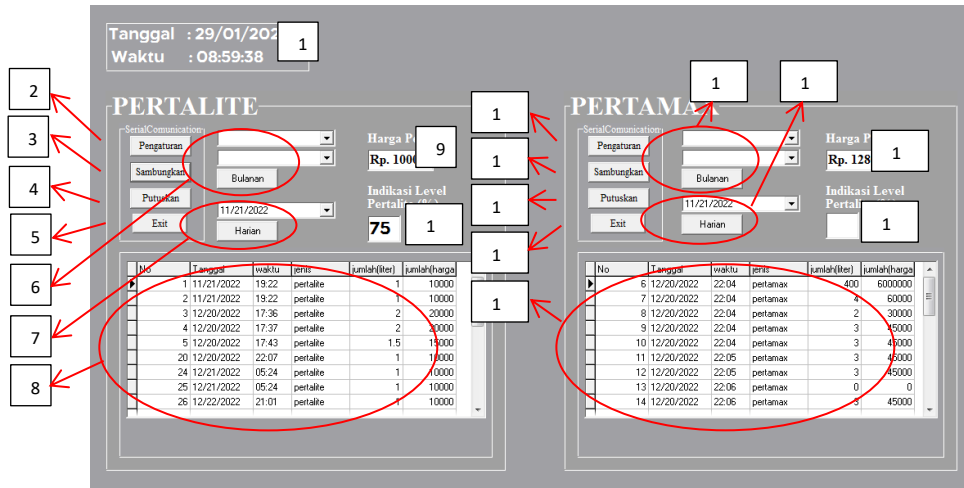 Tanggal : 29/01/202
Waktu : 08:59:38
1
1
1
2
3
4
5
6
7
8
PERTALITE
SerialComunication
Pengaturan
Sambungkan
Putuskan
Exit
Bulanan
11/21/2022
Harian
Harga
Rp. 1000
9
Indikasi Level
Pertalite (%)
75
1
No Tanggal waktu jenis jumlah(liter) jumlah(harga
1 11/21/2022 19:22 pertalite 1 10000
2 11/21/2022 19:22 pertalite 1 10000
3 12/20/2022 17:36 pertalite 2 20000
4 12/20/2022 17:37 pertalite 2 20000
5 12/20/2022 17:43 pertalite 1.5 15000
20 12/20/2022 22:07 pertalite 1 10000
24 12/21/2022 05:24 pertalite 1 10000
25 12/21/2022 05:24 pertalite 1 10000
26 12/22/2022 21:01 pertalite 1 10000
1
1
1
1
1
PERTAMAX
SerialComunication
Pengaturan
Sambungkan
Putuskan
Exit
Bulanan
11/21/2022
Harian
Harga
Rp. 128
1
Indikasi Level
1
No Tanggal waktu jenis jumlah(liter) jumlah(harga
6 12/20/2022 22:04 pertamax 400 6000000
7 12/20/2022 22:04 pertamax 4 60000
8 12/20/2022 22:04 pertamax 2 30000
9 12/20/2022 22:04 pertamax 3 45000
10 12/20/2022 22:04 pertamax 3 45000
11 12/20/2022 22:05 pertamax 3 45000
12 12/20/2022 22:05 pertamax 3 45000
13 12/20/2022 22:06 pertamax 0 0
14 12/20/2022 22:06 pertamax 3 45000